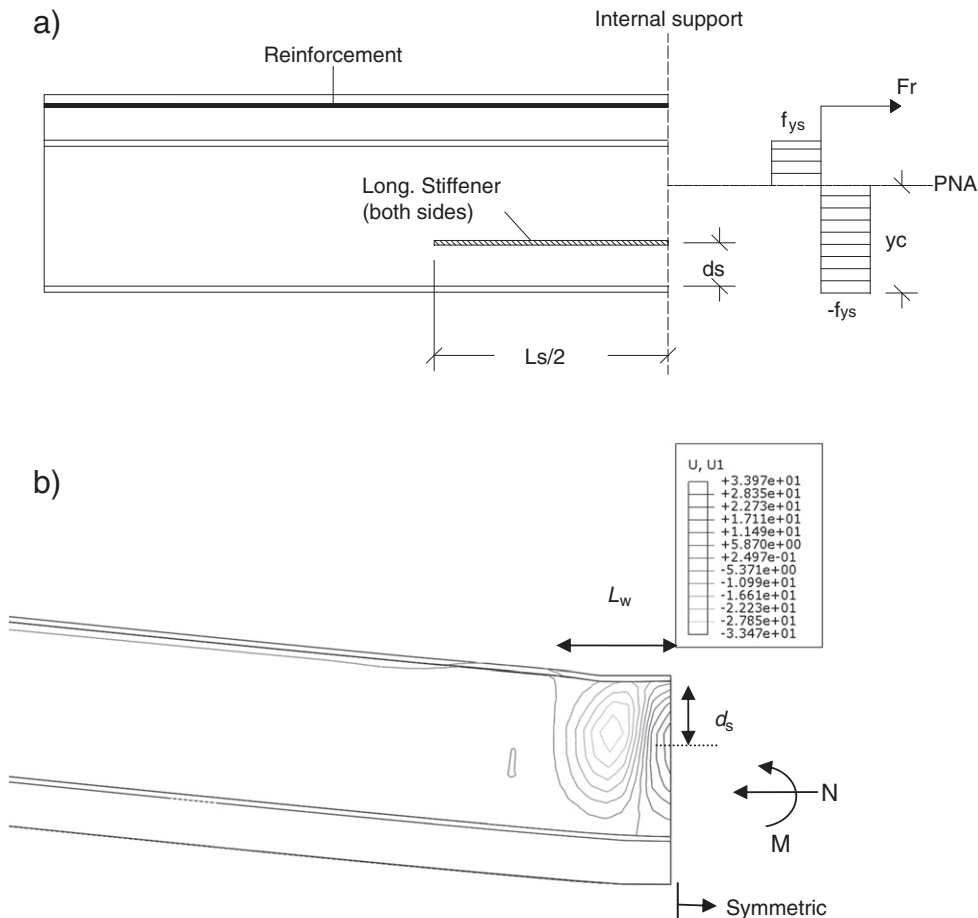 a)
Internal support
Reinforcement
Fr
fys
Long. Stiffener
(both sides)
PNA
yc
ds
-fys
Ls/2
b)
U, U1
+3.397e+01
+2.835e+01
+2.273e+01
+1.711e+01
+1.149e+01
+5.870e+00
+2.497e-01
-5.371e+00
-1.099e+01
-1.661e+01
-2.223e+01
-2.785e+01
-3.347e+01
Lw
ds
N
M
Symmetric